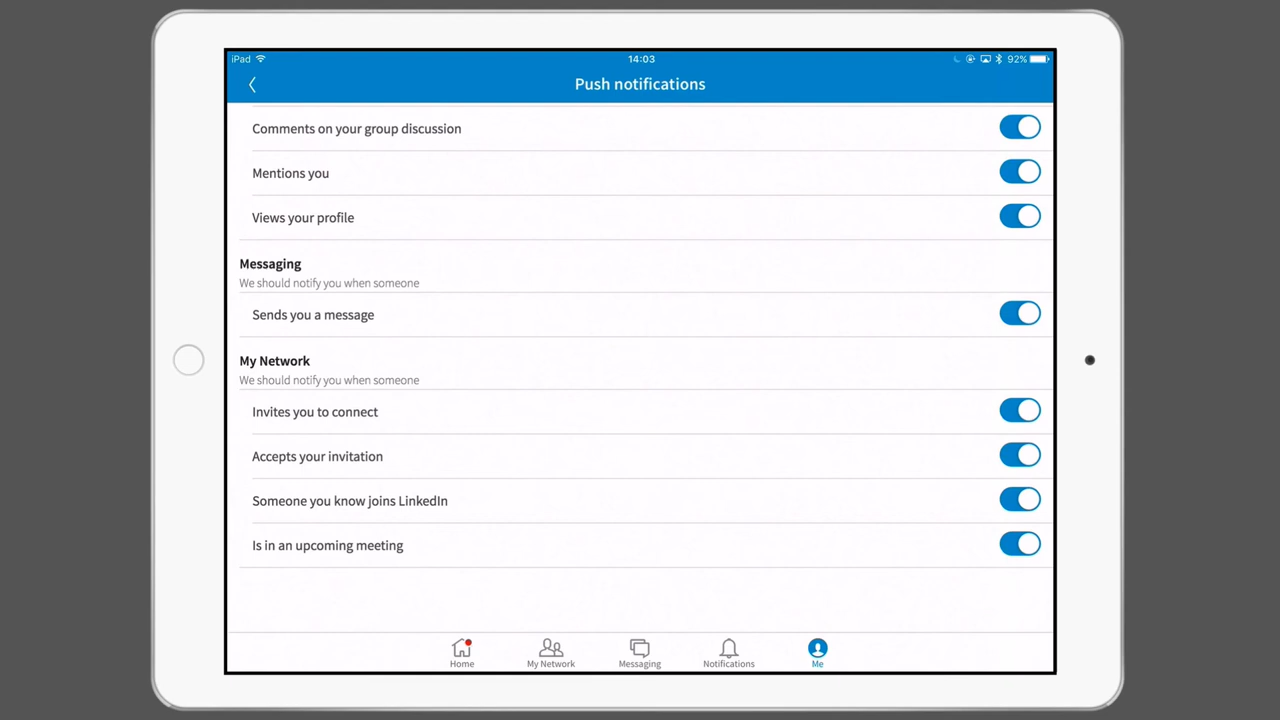 iPad 14:03 92%
Push notifications
Comments on your group discussion
Mentions you
Views your profile
Messaging
We should notify you when someone
Sends you a message
My Network
We should notify you when someone
Invites you to connect
Accepts your invitation
Someone you know joins LinkedIn
Is in an upcoming meeting
Home My Network Messaging Notifications Me